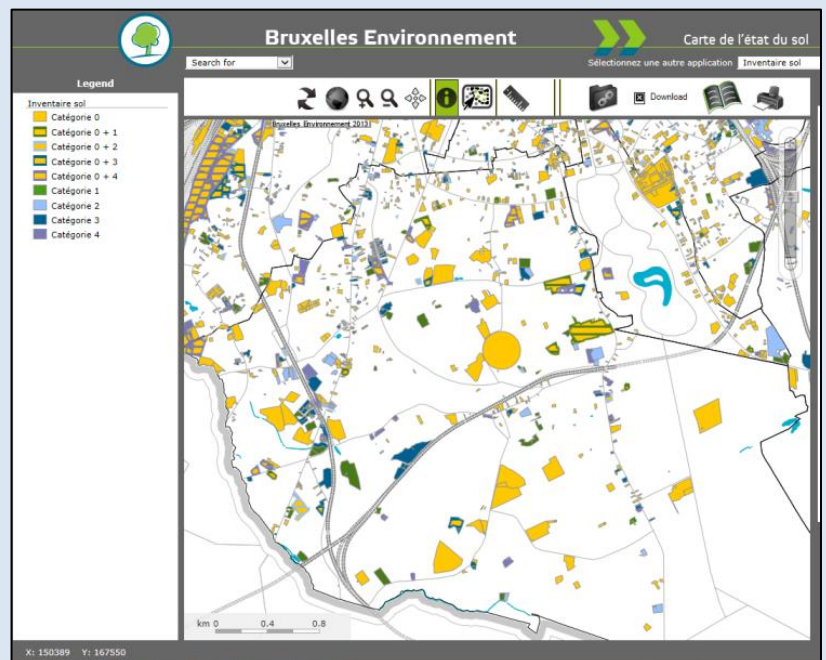 Bruxelles Environnement
Carte de l'état du sol
Search for
Sélectionnez une autre application Inventaire sol
Legend
Download
Inventaire sol
Catégorie 0
Catégorie 0 + 1
Catégorie 0 + 2
Catégorie 0 + 3
Catégorie 0 + 4
Catégorie 1
Catégorie 2
Catégorie 3
Catégorie 4
Bruxelles Environnement 2013
km 0 0.4 0.8
X: 150389 Y: 167550